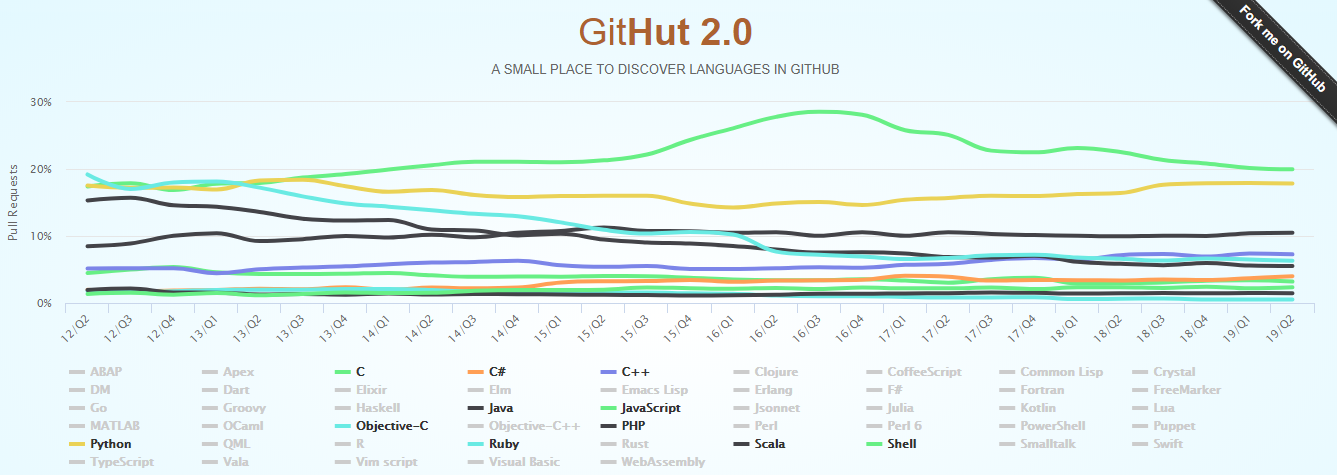 Fork me on GitHub
GitHut 2.0
A SMALL PLACE TO DISCOVER LANGUAGES IN GITHUB
Pull Requests
30%
20%
10%
0%
12/Q2 12/Q3 12/Q4 13/Q1 13/Q2 13/Q3 13/Q4 14/Q1 14/Q2 14/Q3 14/Q4 15/Q1 15/Q2 15/Q3 15/Q4 16/Q1 16/Q2 16/Q3 16/Q4 17/Q1 17/Q2 17/Q3 17/Q4 18/Q1 18/Q2 18/Q3 18/Q4 19/Q1 19/Q2
ABAP Apex C C# C++ Clojure CoffeeScript Common Lisp Crystal
DM Dart Elixir Elm Emacs Lisp Erlang F# Fortran FreeMarker
Go Groovy Haskell Java JavaScript Jsonnet Julia Kotlin Lua
MATLAB OCaml Objective-C Objective-C++ PHP Perl Perl 6 PowerShell Puppet
Python QML R Ruby Rust Scala Shell Smalltalk Swift
TypeScript Vala Vim script Visual Basic WebAssembly